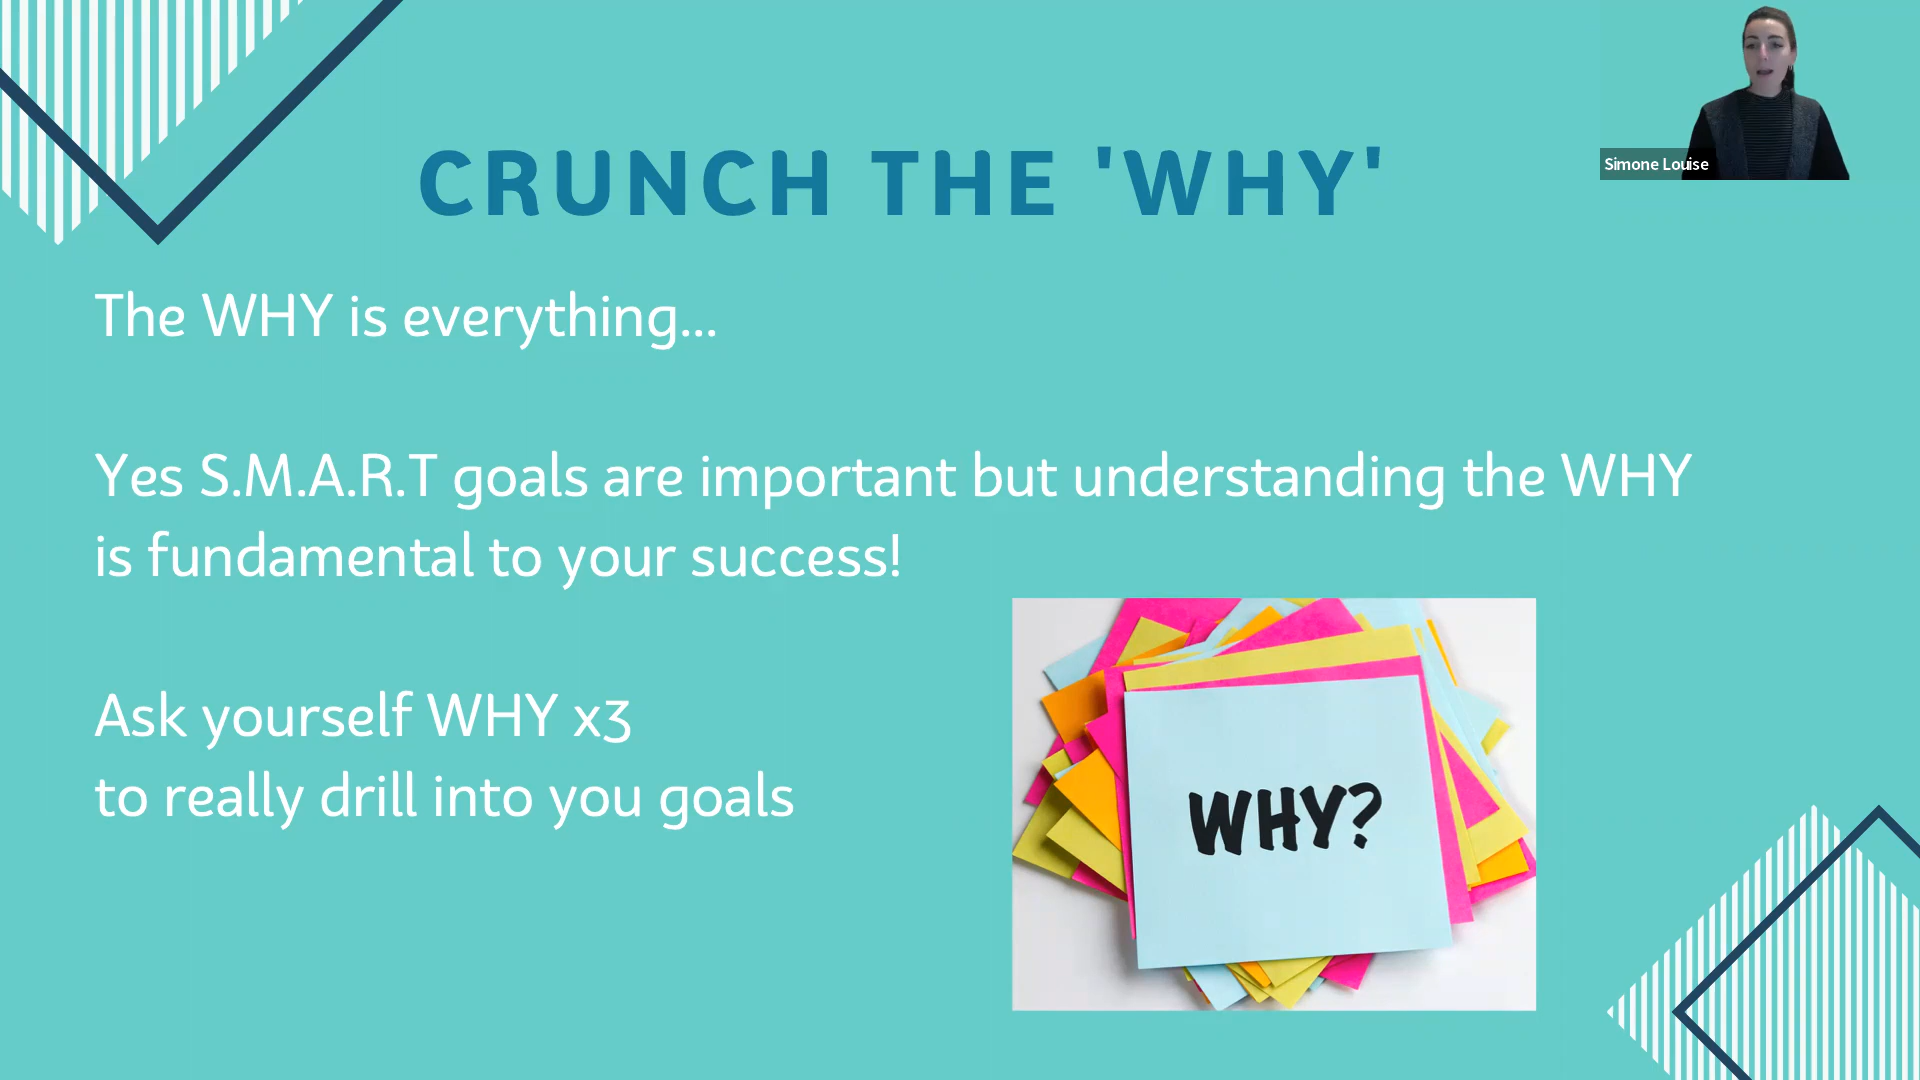 Simone Louise
CRUNCH THE 'WHY'
The WHY is everything...
Yes S.M.A.R.T goals are important but understanding the WHY
is fundamental to your success!
Ask yourself WHY x3
to really drill into you goals
WHY?